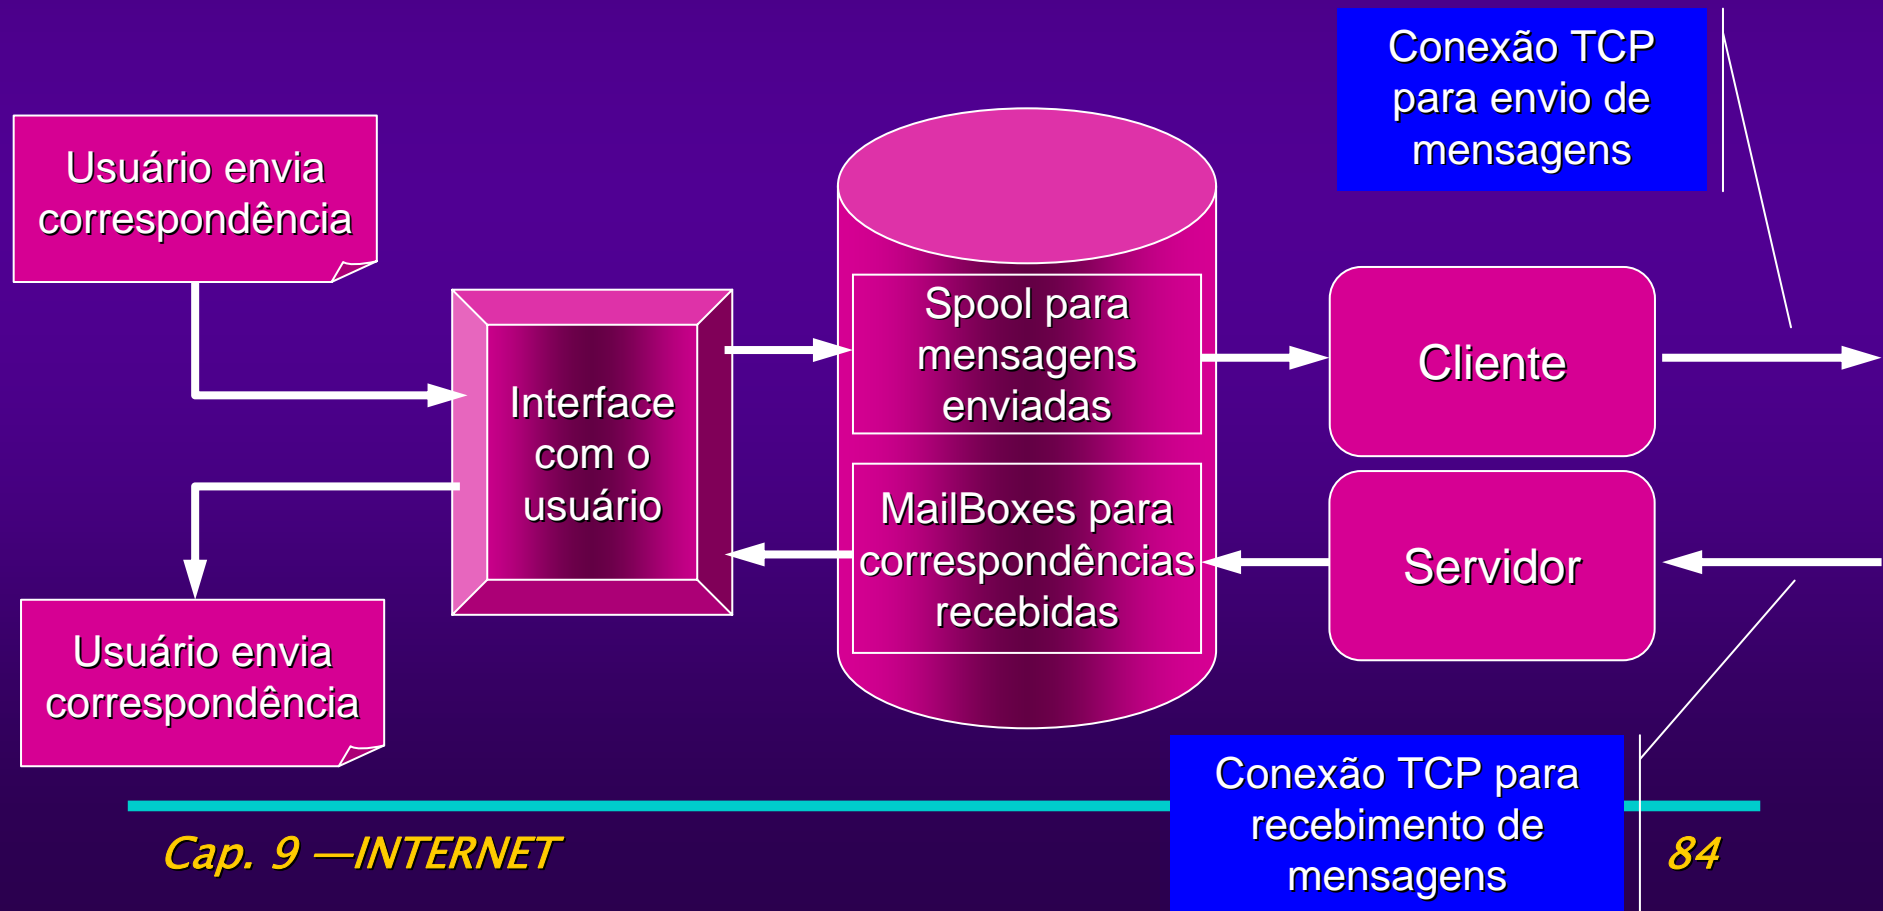 Conexão TCP
para envio de
mensagens
Usuário envia
correspondência
Interface
com o
usuário
Spool para
mensagens
enviadas
Cliente
MailBoxes para
correspondências
recebidas
Servidor
Usuário envia
correspondência
Conexão TCP para
recebimento de
mensagens
Cap. 9 —INTERNET
84